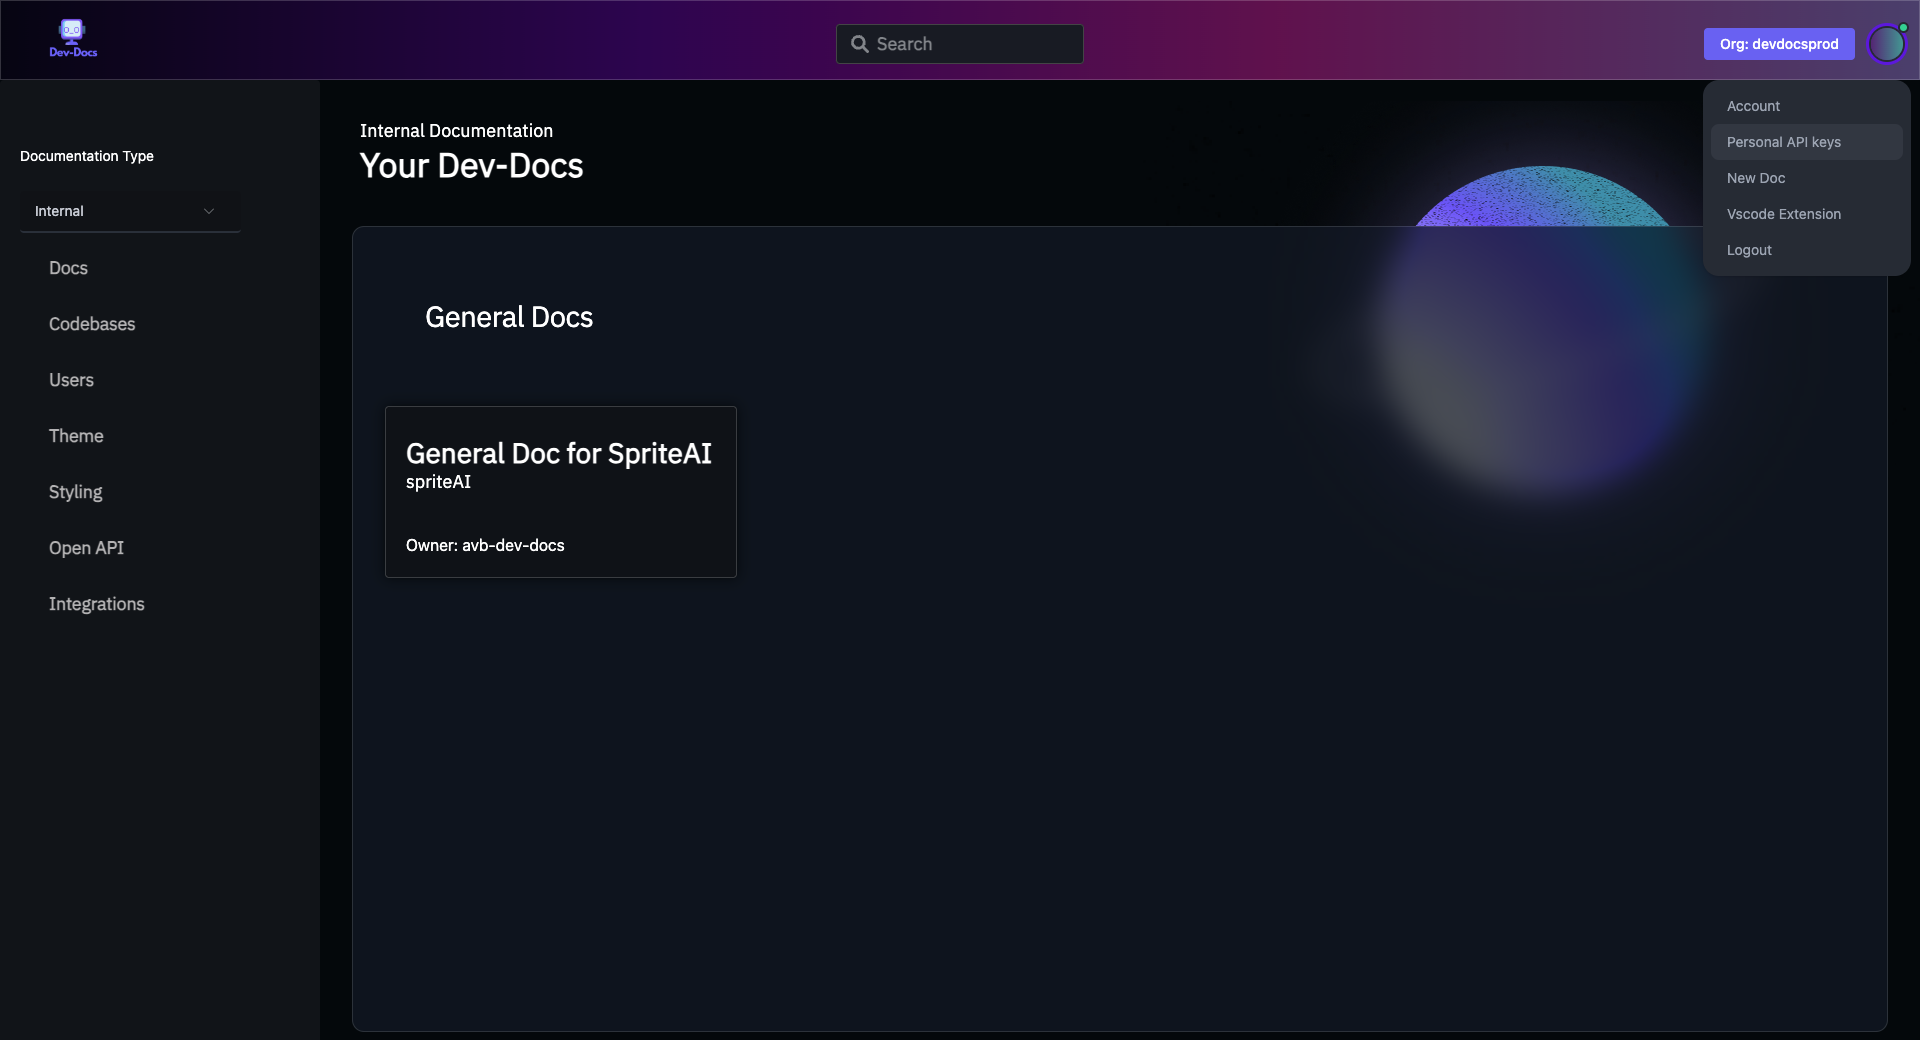 Dev-Docs
Search
Org: devdocsprod
Account
Personal API keys
New Doc
Vscode Extension
Logout
Documentation Type
Internal
Docs
Codebases
Users
Theme
Styling
Open API
Integrations
Internal Documentation
Your Dev-Docs
General Docs
General Doc for SpriteAI
spriteAI
Owner: avb-dev-docs